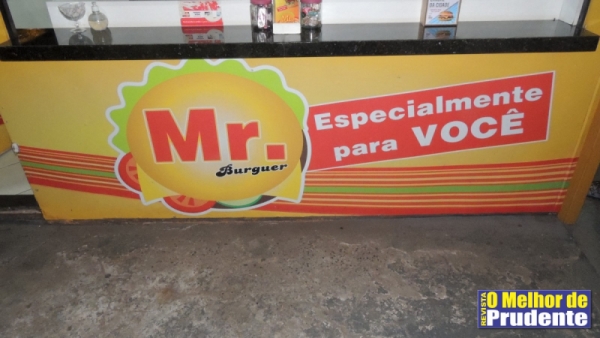 Mr.
Burguer
Especialmente
para VOCÊ
REVISTA
O Melhor de
Prudente